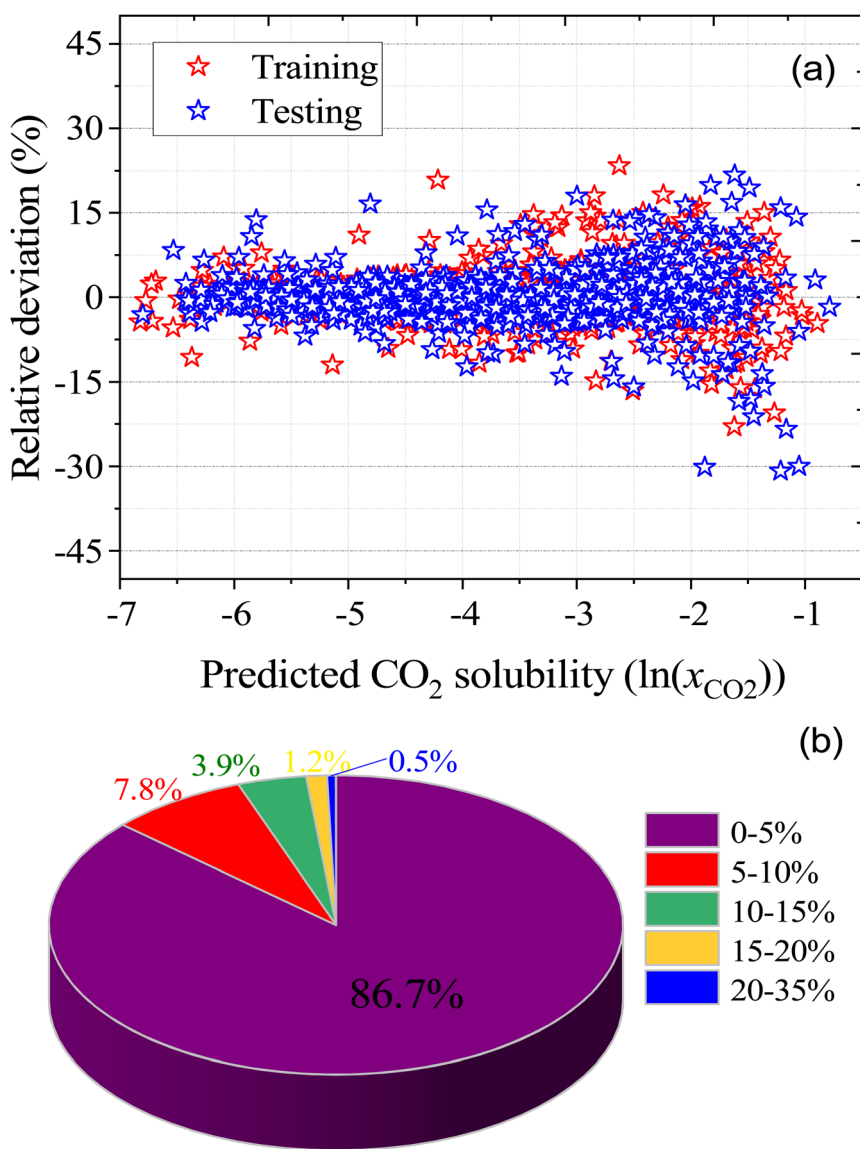 (a)
Training
Testing
Relative deviation (%)
45
30
15
0
-15
-30
-45
-7 -6 -5 -4 -3 -2 -1
Predicted CO₂ solubility (ln(x_CO2))
(b)
7.8% 3.9% 1.2% 0.5%
86.7%
0-5%
5-10%
10-15%
15-20%
20-35%